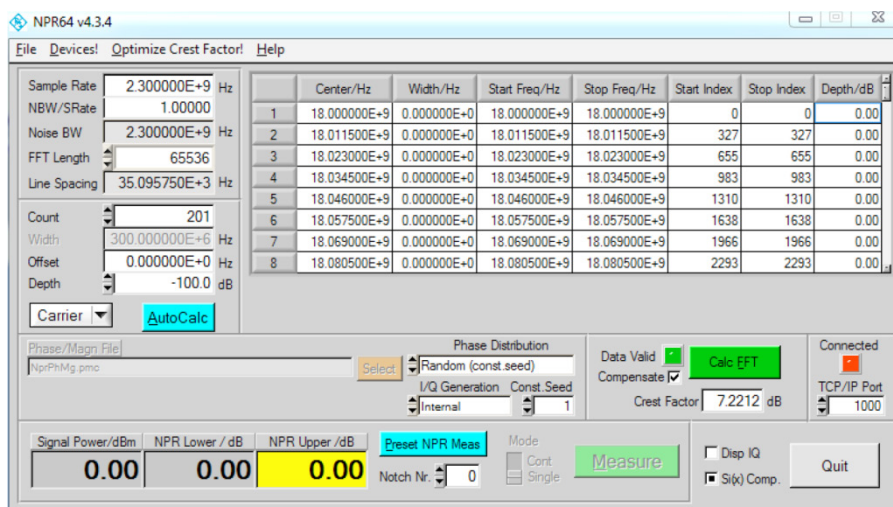 NPR64 v4.3.4
File Devices! Optimize Crest Factor! Help
Sample Rate 2.300000E+9 Hz
NBW/SRate 1.00000
Noise BW 2.300000E+9 Hz
FFT Length 65536
Line Spacing 35.095750E+3 Hz
Count 201
Width 300.000000E+6 Hz
Offset 0.000000E+0 Hz
Depth -100.0 dB
Carrier AutoCalc
Center/Hz Width/Hz Start Freq/Hz Stop Freq/Hz Start Index Stop Index Depth/dB
1 18.000000E+9 0.000000E+0 18.000000E+9 18.000000E+9 0 0 0.00
2 18.011500E+9 0.000000E+0 18.011500E+9 18.011500E+9 327 327 0.00
3 18.023000E+9 0.000000E+0 18.023000E+9 18.023000E+9 655 655 0.00
4 18.034500E+9 0.000000E+0 18.034500E+9 18.034500E+9 983 983 0.00
5 18.046000E+9 0.000000E+0 18.046000E+9 18.046000E+9 1310 1310 0.00
6 18.057500E+9 0.000000E+0 18.057500E+9 18.057500E+9 1638 1638 0.00
7 18.069000E+9 0.000000E+0 18.069000E+9 18.069000E+9 1966 1966 0.00
8 18.080500E+9 0.000000E+0 18.080500E+9 18.080500E+9 2293 2293 0.00
Phase/Magn File
NprPhMg.pmc Select
Phase Distribution
Random (const.seed)
I/Q Generation Const.Seed
Internal 1
Data Valid
Compensate
Calc FFT
Crest Factor 7.2212 dB
Connected
TCP/IP Port
1000
Signal Power/dBm NPR Lower / dB NPR Upper /dB
0.00 0.00 0.00
Preset NPR Meas
Notch Nr. 0
Mode
Cont
Single
Measure
Disp IQ
Si(x) Comp.
Quit